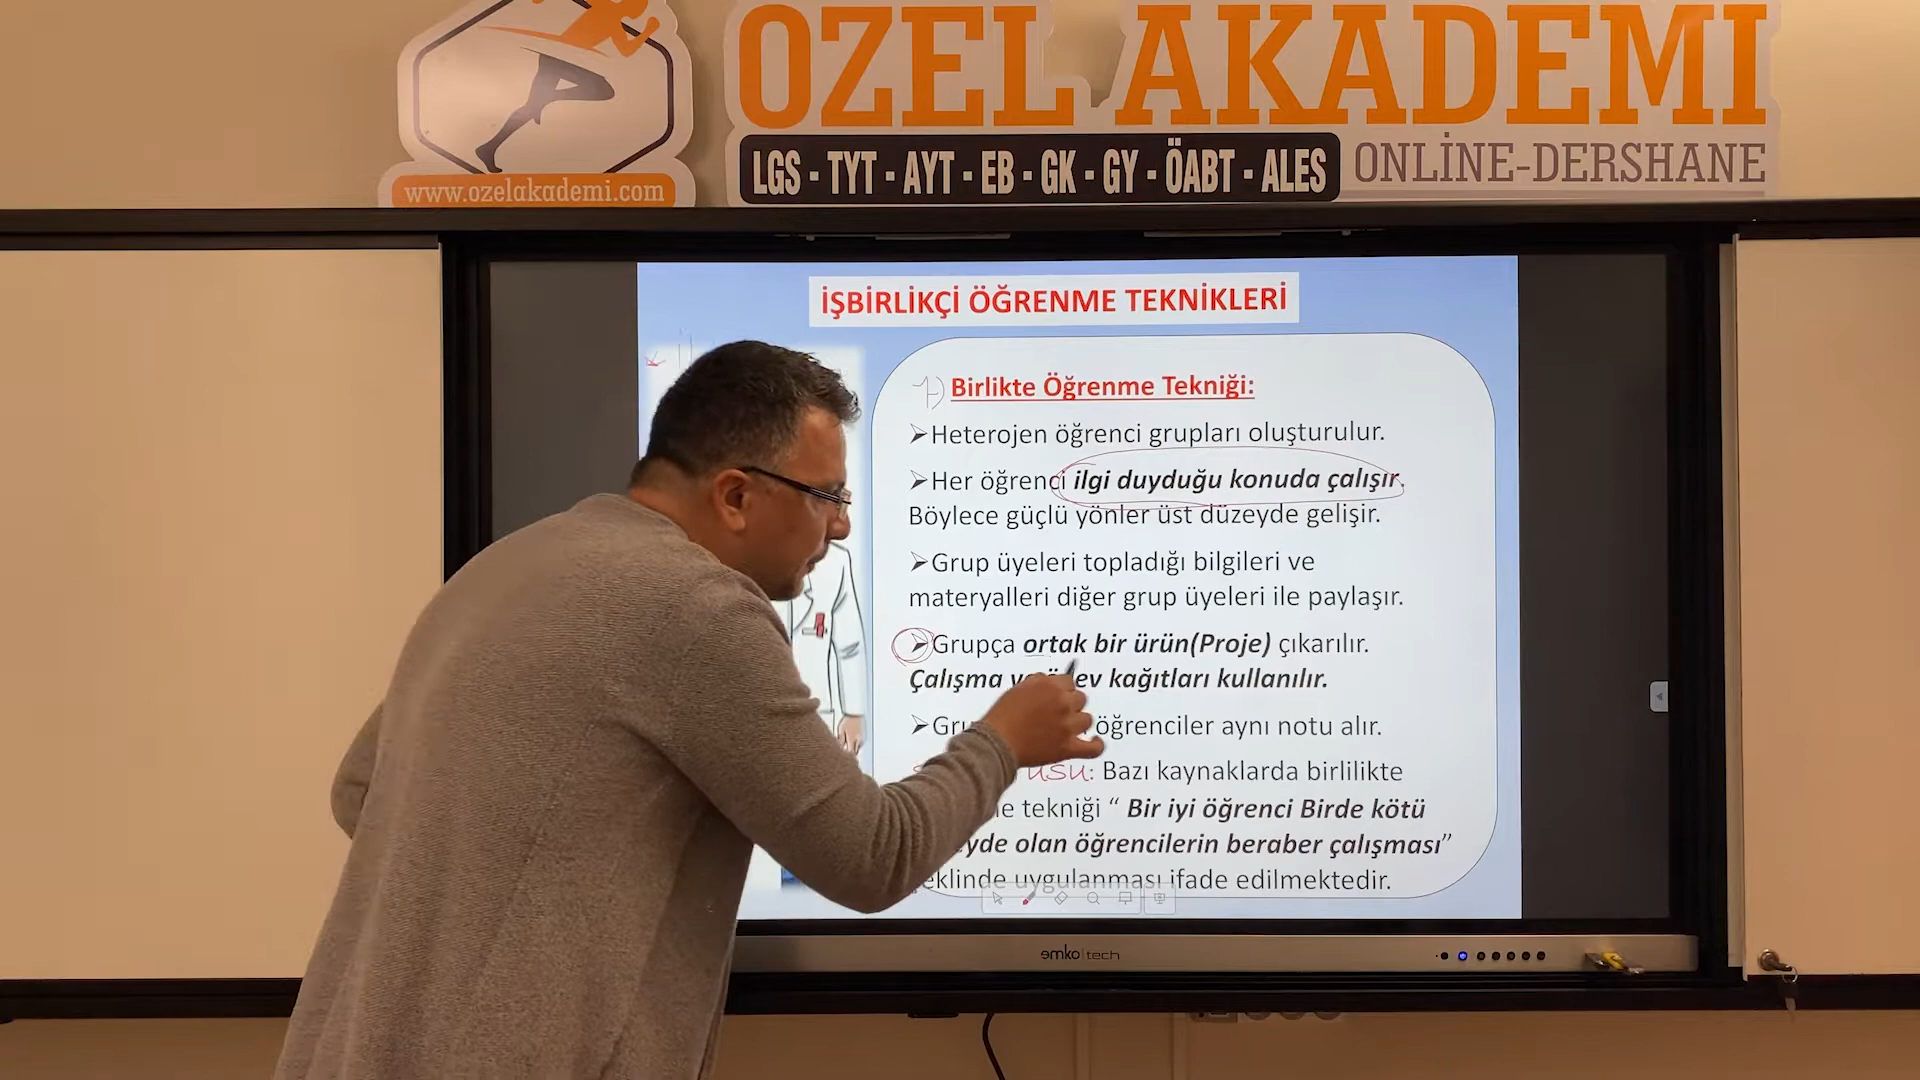 OZEL AKADEMI
LGS - TYT - AYT - EB - GK - GY - ÖABT - ALES
ONLİNE-DERSHANE
www.ozelakademi.com
İŞBİRLİKÇİ ÖĞRENME TEKNİKLERİ
1) Birlikte Öğrenme Tekniği:
➢Heterojen öğrenci grupları oluşturulur.
➢Her öğrenci ilgi duyduğu konuda çalışır.
Böylece güçlü yönler üst düzeyde gelişir.
➢Grup üyeleri topladığı bilgileri ve
materyalleri diğer grup üyeleri ile paylaşır.
➢Grupça ortak bir ürün(Proje) çıkarılır.
Çalışma kağıtları kullanılır.
öğrenciler aynı notu alır.
: Bazı kaynaklarda birlilikte
tekniği “ Bir iyi öğrenci Birde kötü
olan öğrencilerin beraber çalışması”
uygulanması ifade edilmektedir.
emko tech